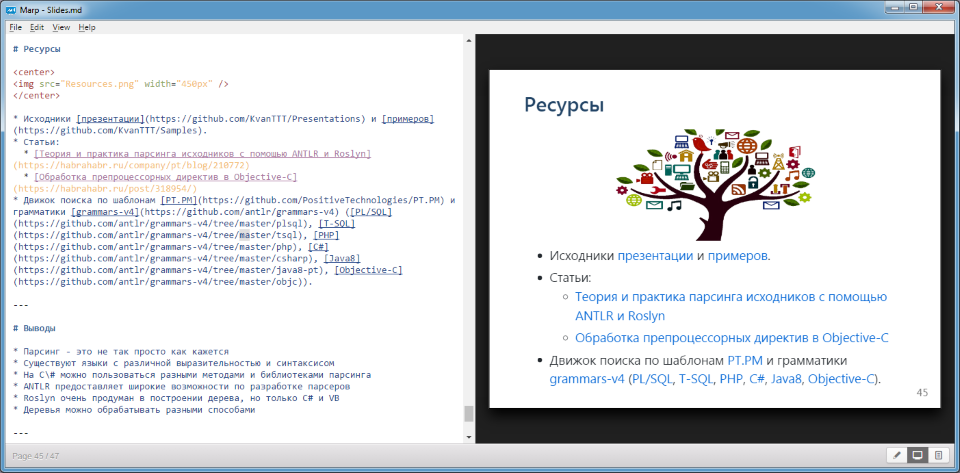 Marp - Slides.md
File Edit View Help
# Ресурсы
<center>
<img src="Resources.png" width="450px" />
</center>
* Исходники [презентации](https://github.com/KvanTTT/Presentations) и [примеров]
(https://github.com/KvanTTT/Samples).
* Статьи:
* [Теория и практика парсинга исходников с помощью ANTLR и Roslyn]
(https://habrahabr.ru/company/pt/blog/210772)
* [Обработка препроцессорных директив в Objective-C]
(https://habrahabr.ru/post/318954/)
* Движок поиска по шаблонам [PT.PM](https://github.com/PositiveTechnologies/PT.PM) и
грамматики [grammars-v4](https://github.com/antlr/grammars-v4) ([PL/SQL]
(https://github.com/antlr/grammars-v4/tree/master/plsql), [T-SQL]
(https://github.com/antlr/grammars-v4/tree/master/tsql), [PHP]
(https://github.com/antlr/grammars-v4/tree/master/php), [C#]
(https://github.com/antlr/grammars-v4/tree/master/csharp), [Java8]
(https://github.com/antlr/grammars-v4/tree/master/java8-pt), [Objective-C]
(https://github.com/antlr/grammars-v4/tree/master/objc)).
---
# Выводы
* Парсинг - это не так просто как кажется
* Существуют языки с различной выразительностью и синтаксисом
* На C\# можно пользоваться разными методами и библиотеками парсинга
* ANTLR предоставляет широкие возможности по разработке парсеров
* Roslyn очень продуман в построении дерева, но только C# и VB
* Деревья можно обрабатывать разными способами
---
Ресурсы
• Исходники презентации и примеров.
• Статьи:
○ Теория и практика парсинга исходников с помощью
ANTLR и Roslyn
○ Обработка препроцессорных директив в Objective-C
• Движок поиска по шаблонам PT.PM и грамматики
grammars-v4 (PL/SQL, T-SQL, PHP, C#, Java8, Objective-C).
45
Page 45 / 47